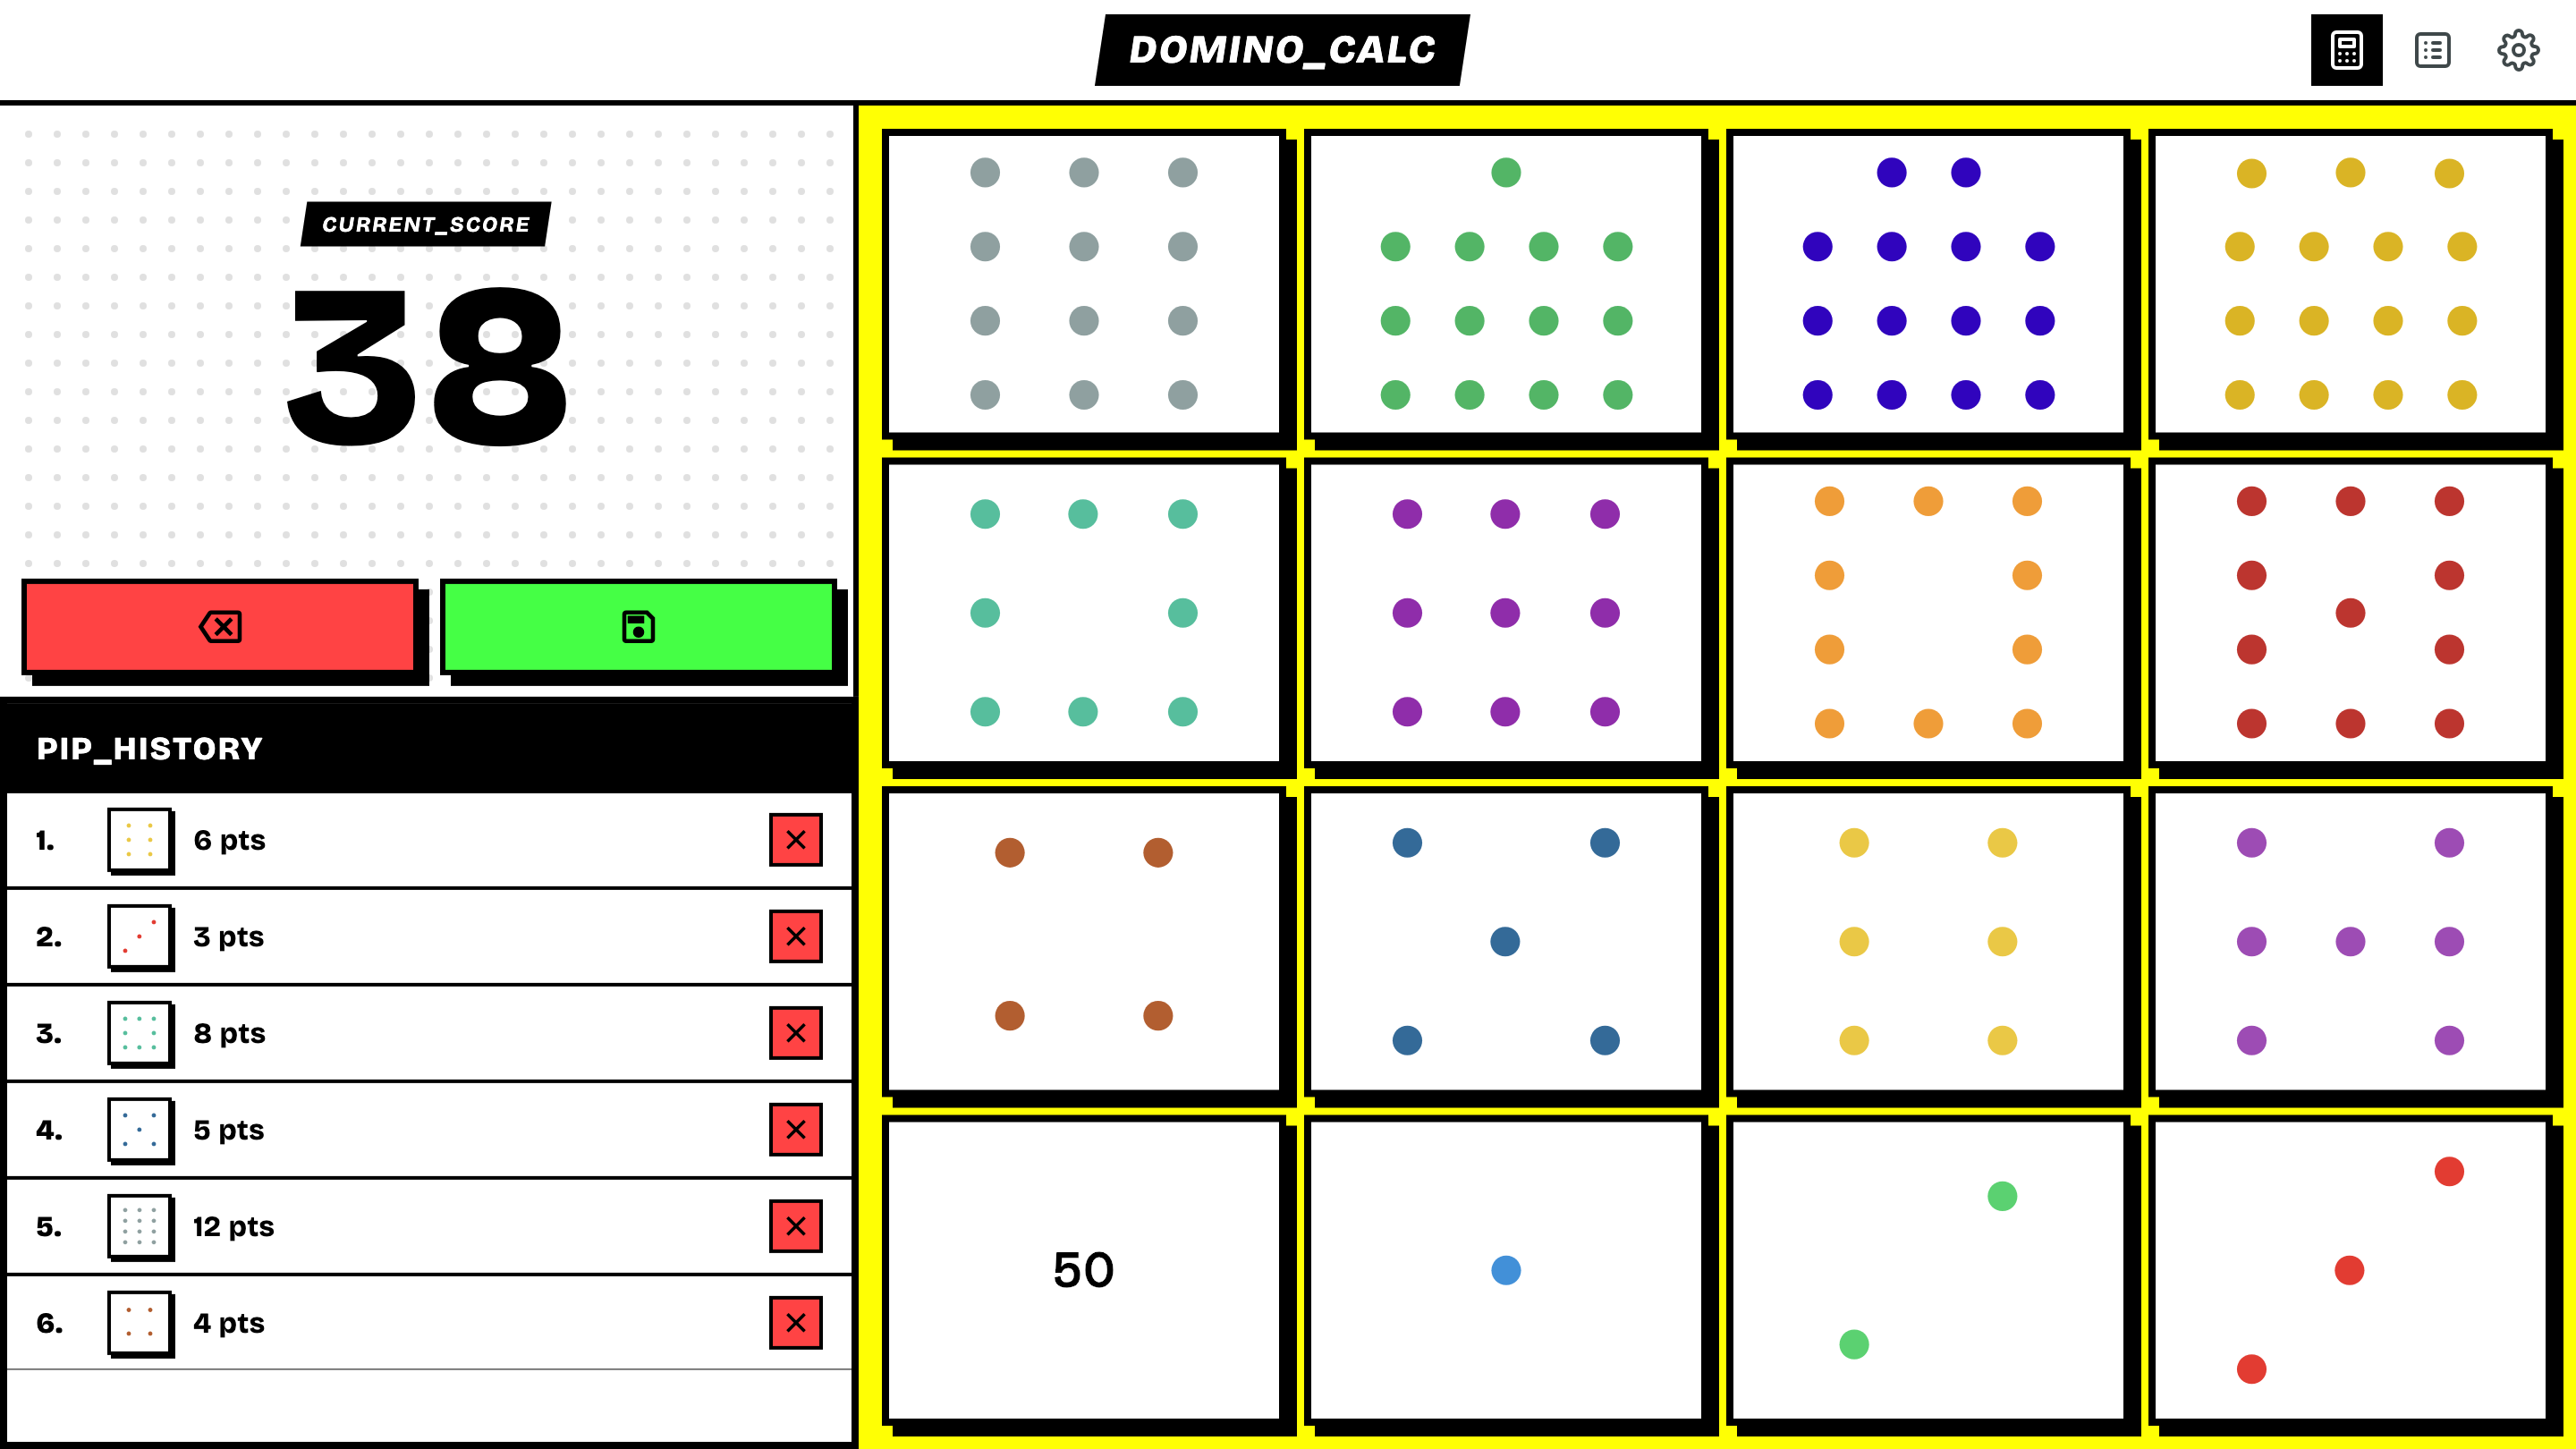 DOMINO_CALC
CURRENT_SCORE
38
PIP_HISTORY
1. 6 pts
2. 3 pts
3. 8 pts
4. 5 pts
5. 12 pts
6. 4 pts
50